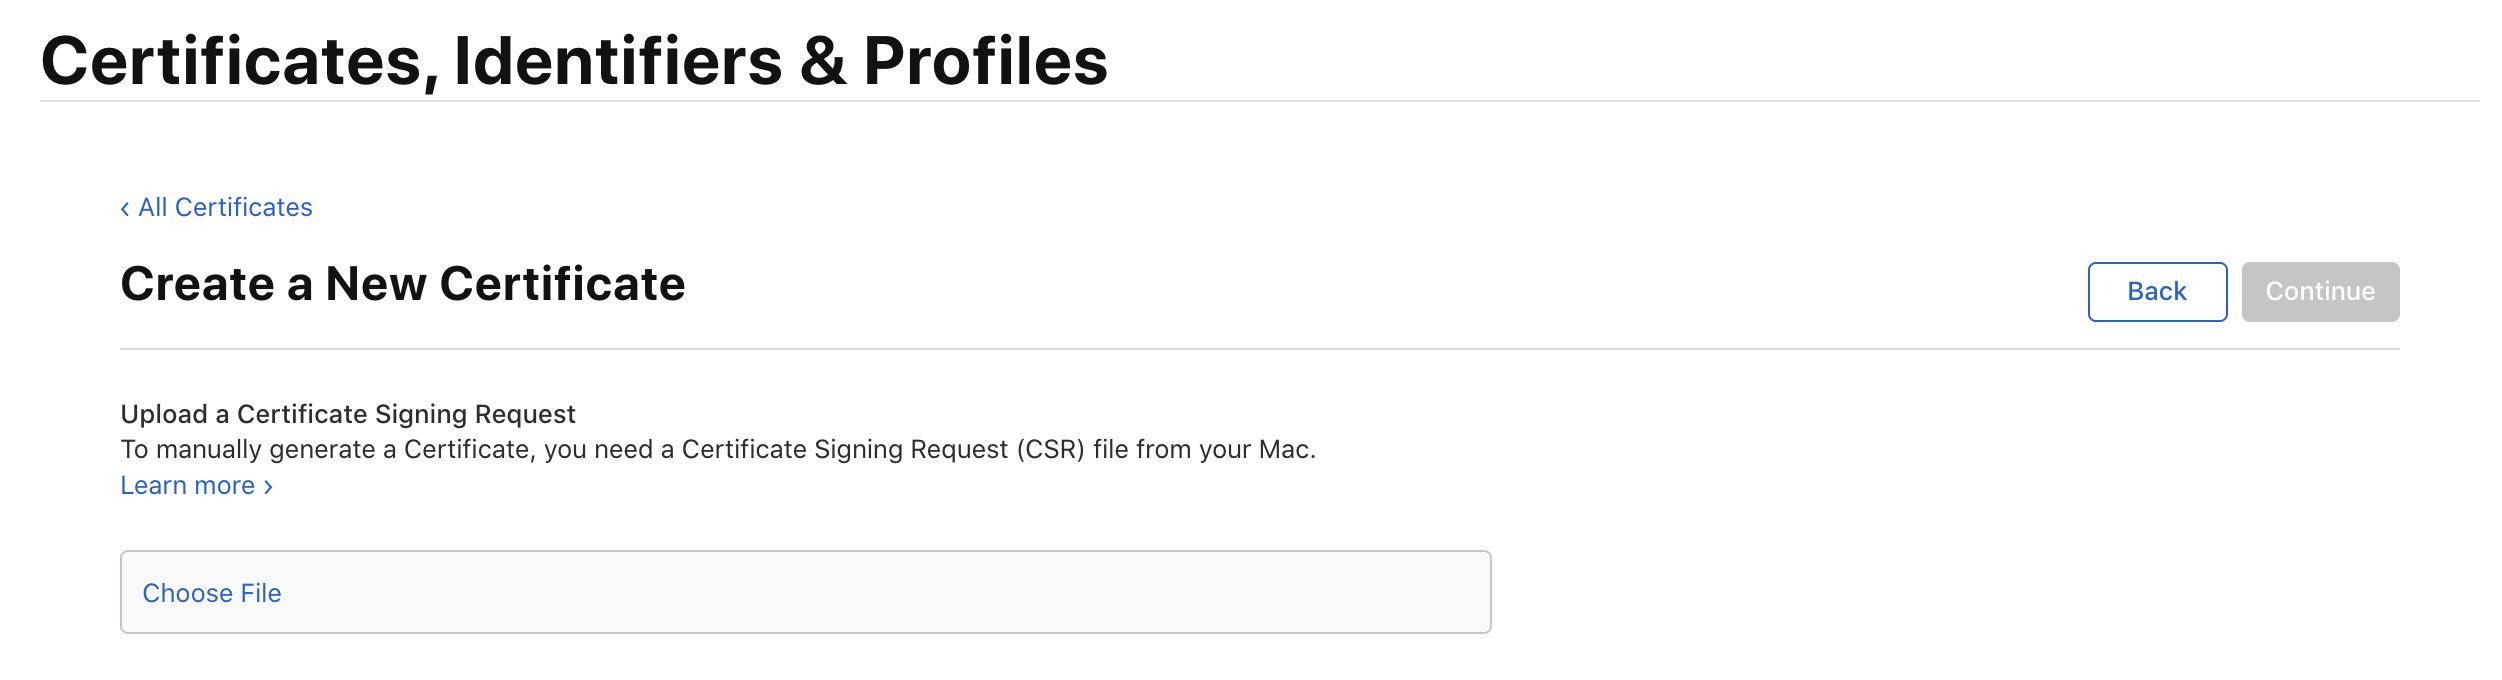 Certificates, Identifiers & Profiles
‹ All Certificates
Create a New Certificate
Back
Continue
Upload a Certificate Signing Request
To manually generate a Certificate, you need a Certificate Signing Request (CSR) file from your Mac.
Learn more ›
Choose File